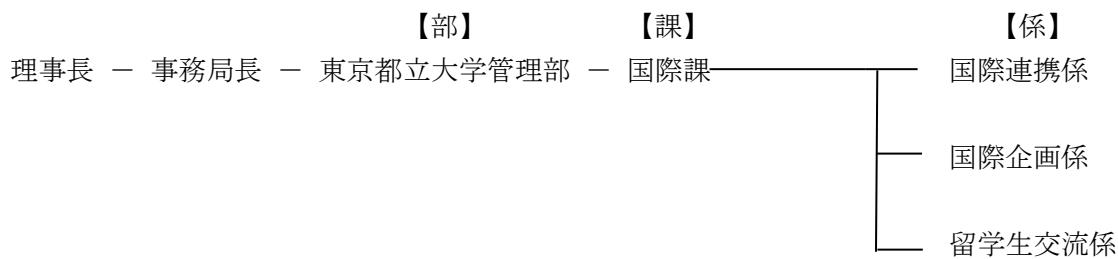 【部】 【課】 【係】
理事長 － 事務局長 － 東京都立大学管理部 － 国際課 国際連携係
国際企画係
留学生交流係